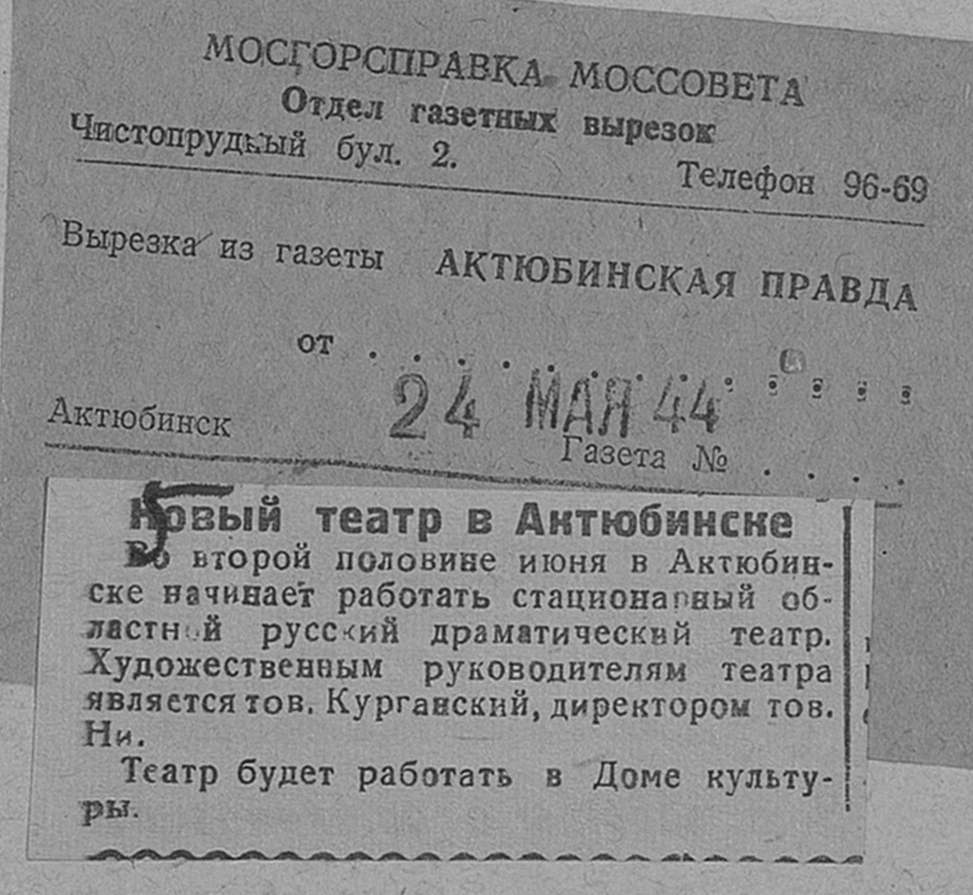 МОСГОРСПРАВКА МОССОВЕТА
Отдел газетных вырезок
Чистопрудный бул. 2. Телефон 96-69
Вырезка из газеты АКТЮБИНСКАЯ ПРАВДА
от . . . . . . . . . . . . .
24 МАЯ 44
Актюбинск Газета № . . . .
5
Новый театр в Актюбинске
Во второй половине июня в Актюбин-
ске начинает работать стационарный об-
ластной русский драматический театр.
Художественным руководителям театра
является тов. Курганский, директором тов.
Ни.
Театр будет работать в Доме культу-
ры.